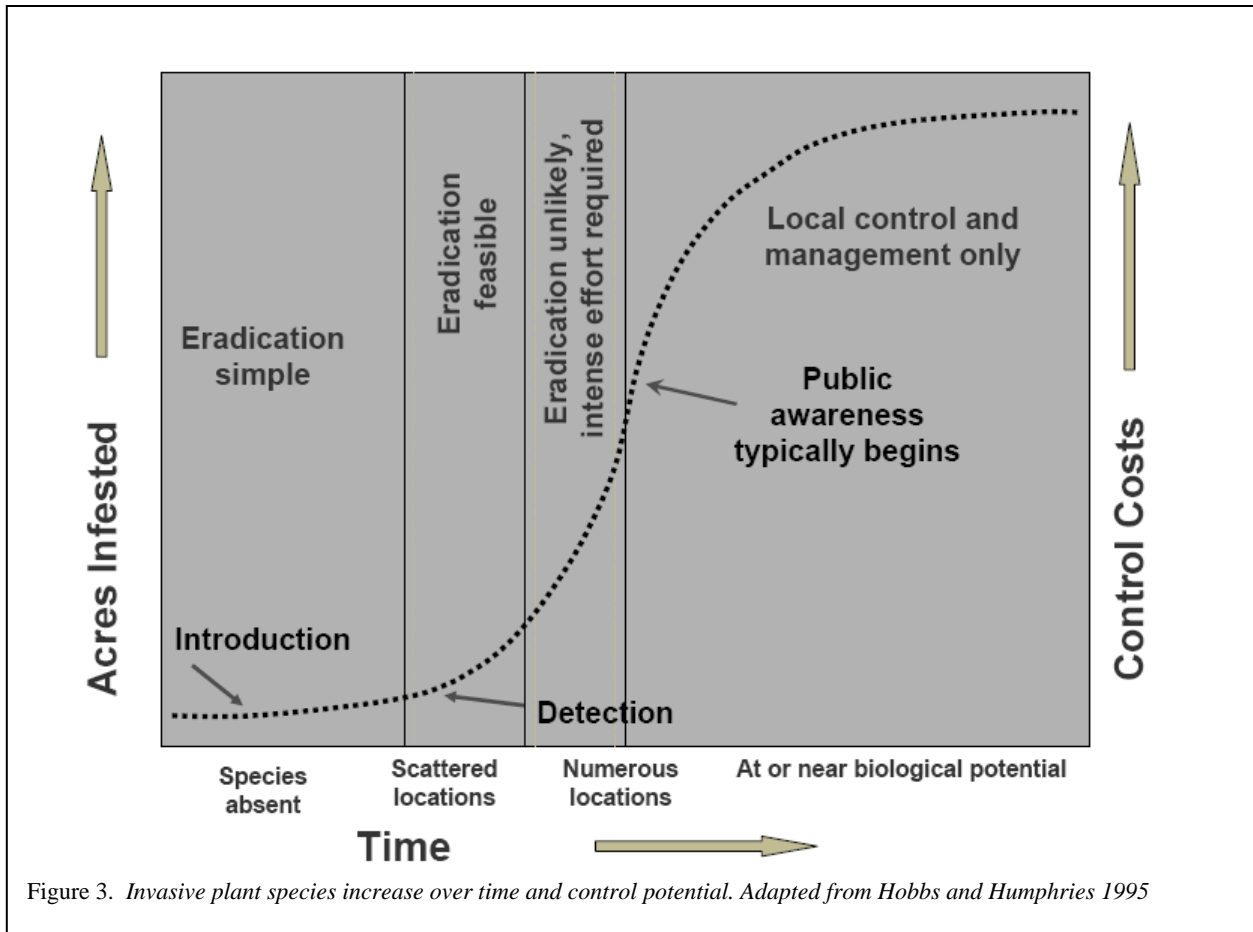 Acres Infested
Eradication
simple
Eradication
feasible
Eradication unlikely,
intense effort required
Local control and
management only
Public
awareness
typically begins
Introduction
Detection
Control Costs
Species
absent
Scattered
locations
Numerous
locations
At or near biological potential
Time
Figure 3. Invasive plant species increase over time and control potential. Adapted from Hobbs and Humphries 1995